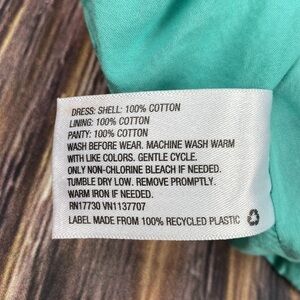 DRESS: SHELL: 100% COTTON
LINING: 100% COTTON
PANTY: 100% COTTON
WASH BEFORE WEAR. MACHINE WASH WARM
WITH LIKE COLORS. GENTLE CYCLE.
ONLY NON-CHLORINE BLEACH IF NEEDED.
TUMBLE DRY LOW. REMOVE PROMPTLY.
WARM IRON IF NEEDED.
RN17730 VN1137707
LABEL MADE FROM 100% RECYCLED PLASTIC